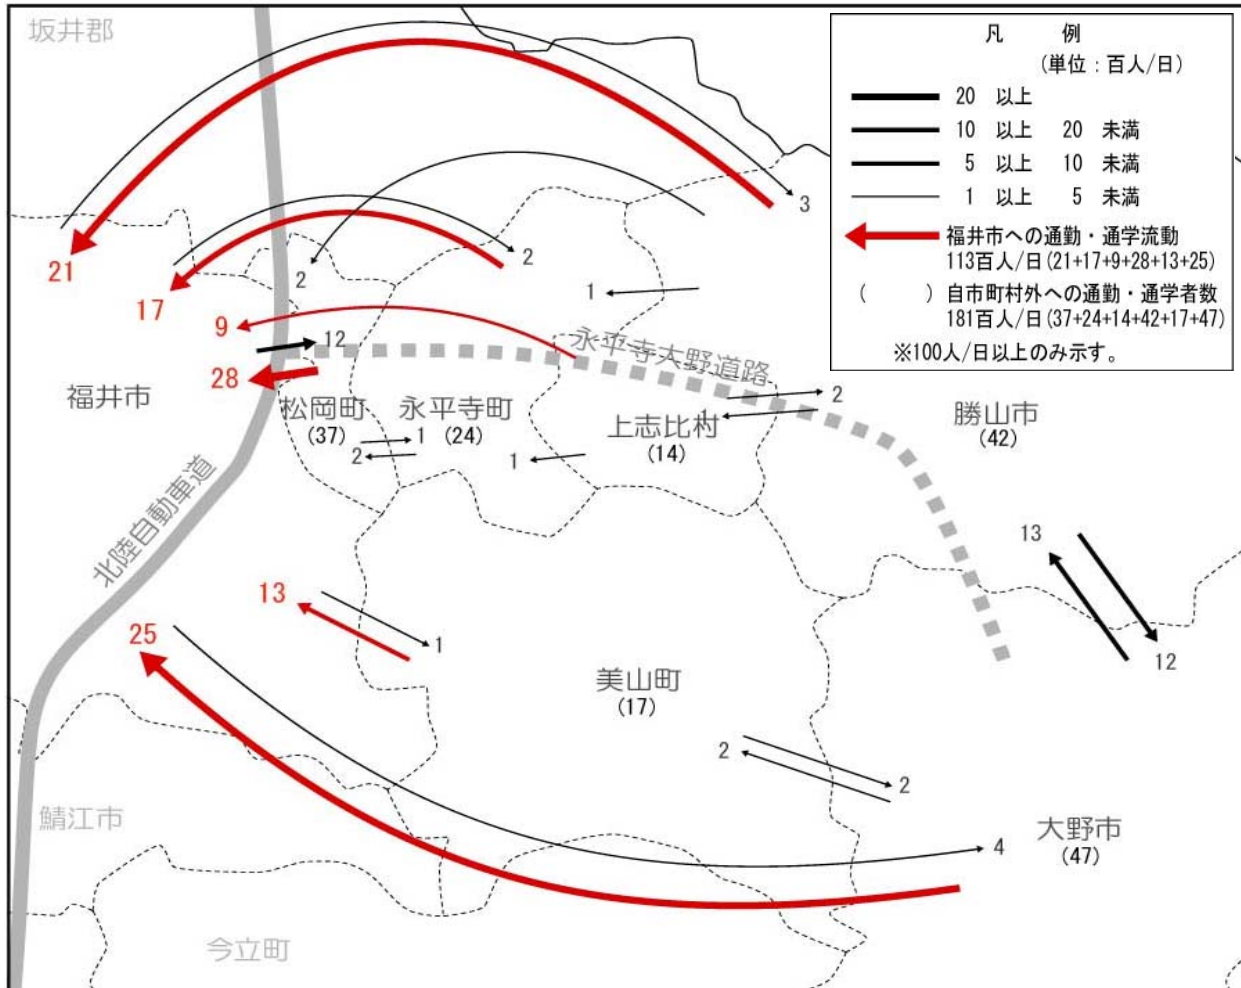 坂井郡
凡 例
(単位：百人/日)
20 以上
10 以上 20 未満
5 以上 10 未満
1 以上 5 未満
福井市への通勤・通学流動
113百人/日(21+17+9+28+13+25)
( ) 自市町村外への通勤・通学者数
181百人/日(37+24+14+42+17+47)
※100人/日以上のみ示す。
3
21
2
2
17
1
9
12
永平寺大野道路
28
福井市
松岡町
(37)
永平寺町
(24)
上志比村
(14)
勝山市
(42)
2
1
1
2
1
北陸自動車道
13
12
13
1
25
美山町
(17)
2
2
鯖江市
大野市
(47)
4
今立町